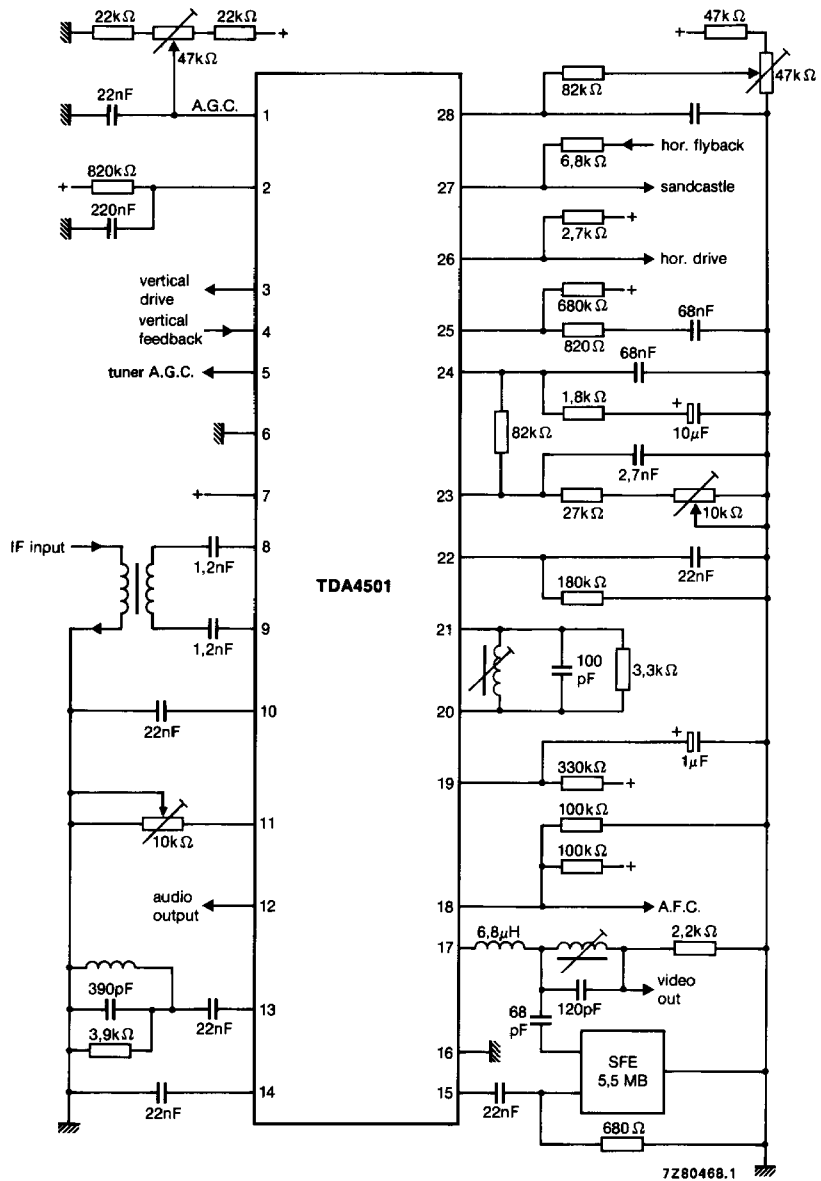 22kΩ
22kΩ
47kΩ
+
22nF
A.G.C.
1
820kΩ
+
2
220nF
vertical
drive
3
vertical
feedback
4
tuner A.G.C.
5
6
+
7
IF input
8
1,2nF
9
1,2nF
10
22nF
11
10kΩ
audio
output
12
390pF
13
22nF
3,9kΩ
14
22nF
TDA4501
47kΩ
+
47kΩ
82kΩ
28
hor. flyback
6,8kΩ
27
sandcastle
+
2,7kΩ
26
hor. drive
+
680kΩ
25
68nF
820Ω
68nF
24
1,8kΩ
+
10μF
82kΩ
2,7nF
23
27kΩ
10kΩ
22
22nF
180kΩ
21
100
pF
3,3kΩ
20
+
1μF
19
330kΩ
+
100kΩ
100kΩ
+
18
A.F.C.
17
6,8μH
2,2kΩ
video
out
120pF
68
pF
16
SFE
5,5 MB
15
22nF
680Ω
7Z80468.1